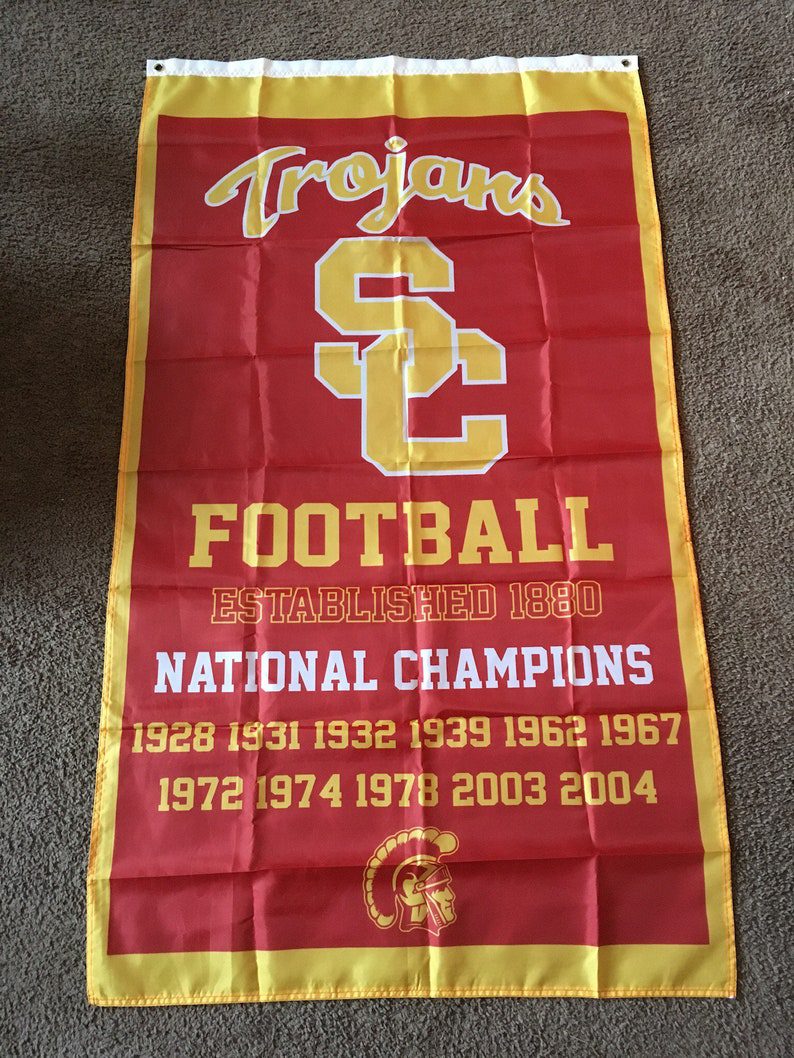 Trojans
SC
FOOTBALL
ESTABLISHED 1880
NATIONAL CHAMPIONS
1928 1931 1932 1939 1962 1967
1972 1974 1978 2003 2004